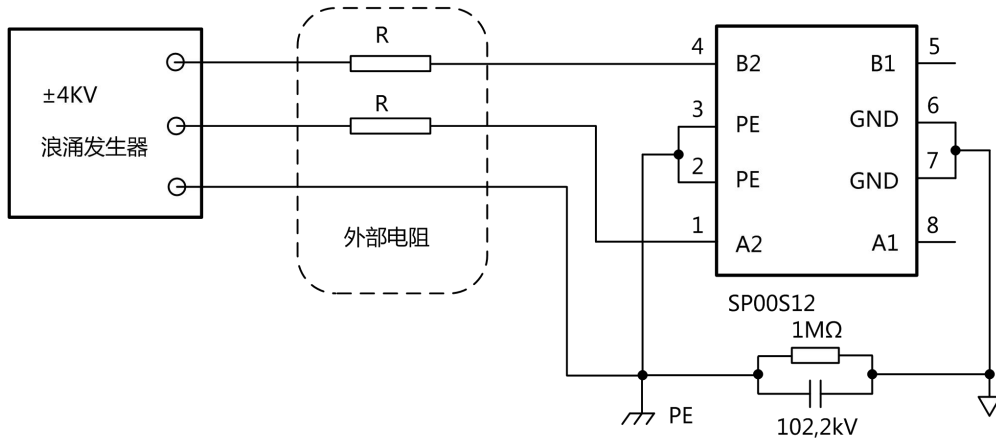 ±4KV
浪涌发生器
R
R
外部电阻
4
3
2
1
B2
PE
PE
A2
B1
GND
GND
A1
5
6
7
8
SP00S12
1MΩ
102,2kV
PE